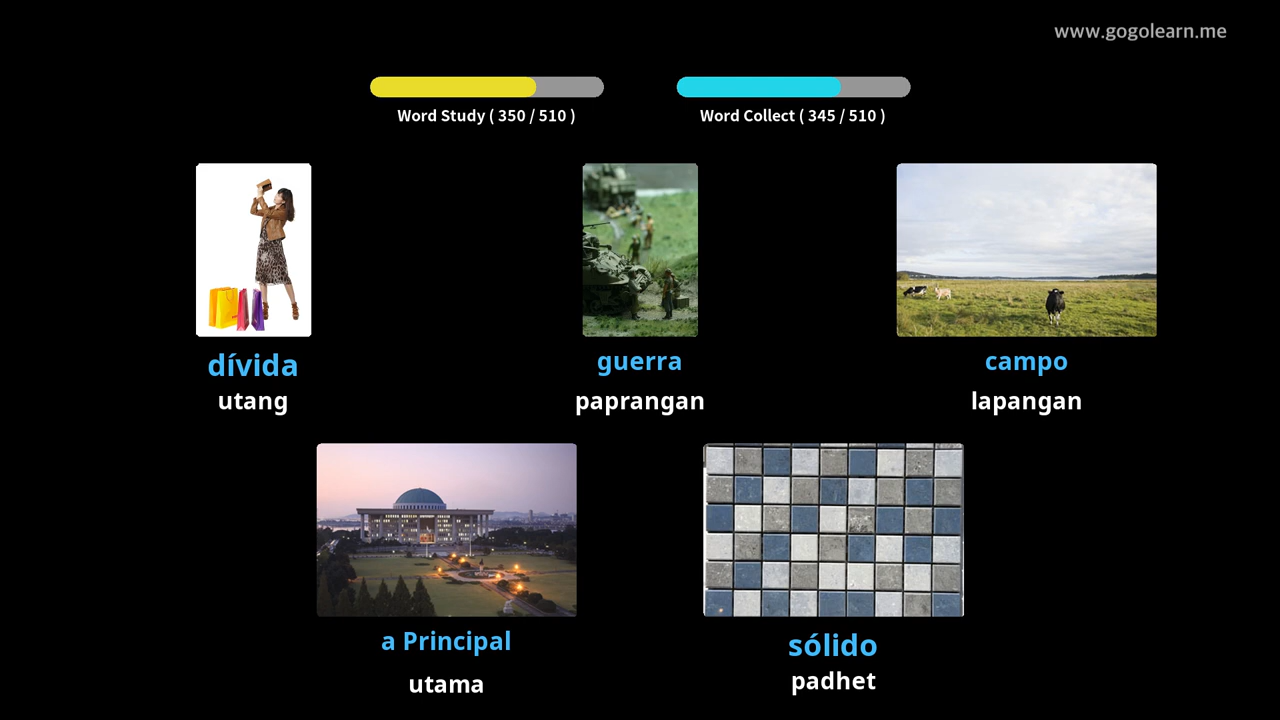 www.gogolearn.me
Word Study ( 350 / 510 )
Word Collect ( 345 / 510 )
dívida
utang
guerra
paprangan
campo
lapangan
a Principal
utama
sólido
padhet